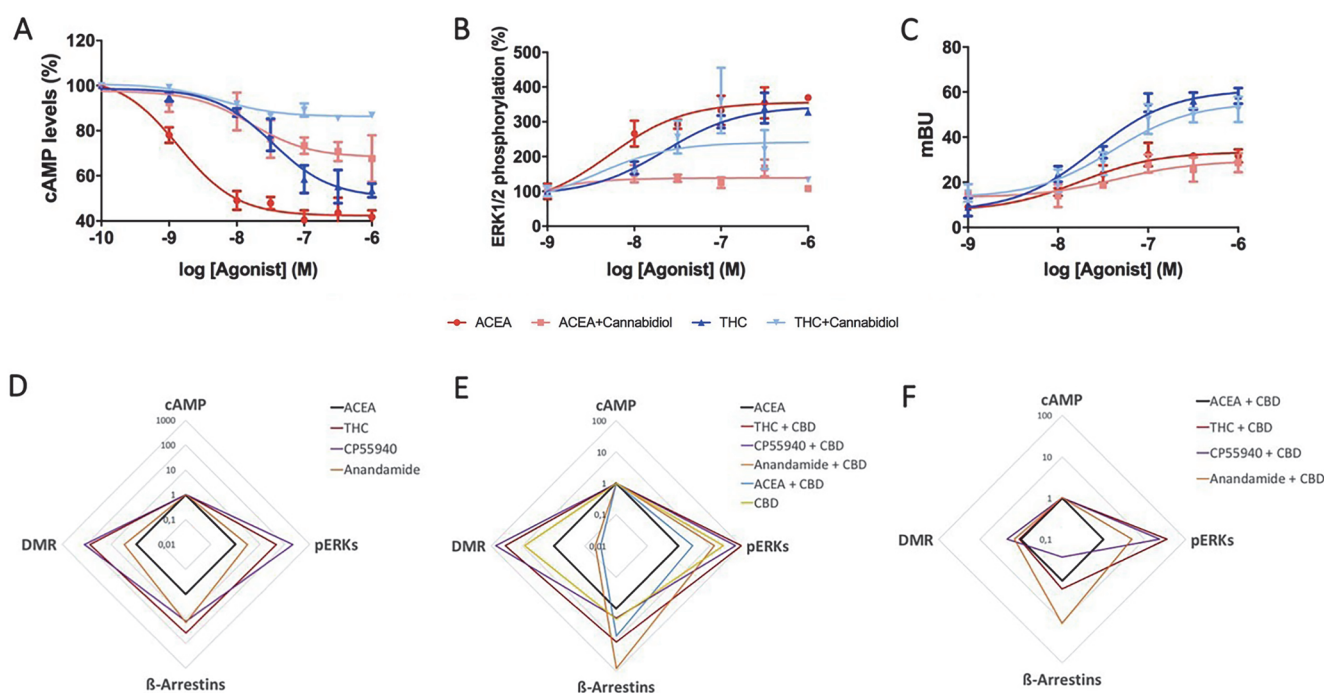 A
cAMP levels (%)
120
100
80
60
40
-10
-9
-8
-7
-6
log [Agonist] (M)
B
ERK1/2 phosphorylation (%)
500
400
300
200
100
0
-9
-8
-7
-6
log [Agonist] (M)
C
mBU
80
60
40
20
0
-9
-8
-7
-6
log [Agonist] (M)
ACEA
ACEA+Cannabidiol
THC
THC+Cannabidiol
D
cAMP
1000
100
10
1
0,1
0,01
DMR
pERKs
ß-Arrestins
ACEA
THC
CP55940
Anandamide
E
cAMP
100
10
1
0,1
0,01
DMR
pERKs
ß-Arrestins
ACEA
THC + CBD
CP55940 + CBD
Anandamide + CBD
ACEA + CBD
CBD
F
cAMP
100
10
1
0,1
DMR
pERKs
ß-Arrestins
ACEA + CBD
THC + CBD
CP55940 + CBD
Anandamide + CBD